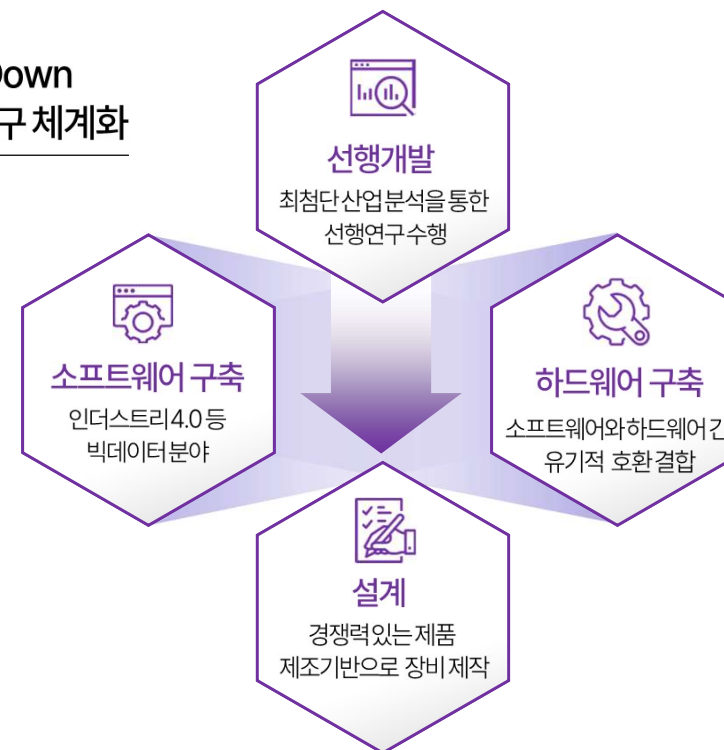 Down
구 체계화
선행개발
최첨단 산업 분석을 통한
선행연구 수행
소프트웨어 구축
인더스트리 4.0 등
빅데이터 분야
하드웨어 구축
소프트웨어와 하드웨어 간
유기적 호환 결합
설계
경쟁력 있는 제품
제조기반으로 장비 제작